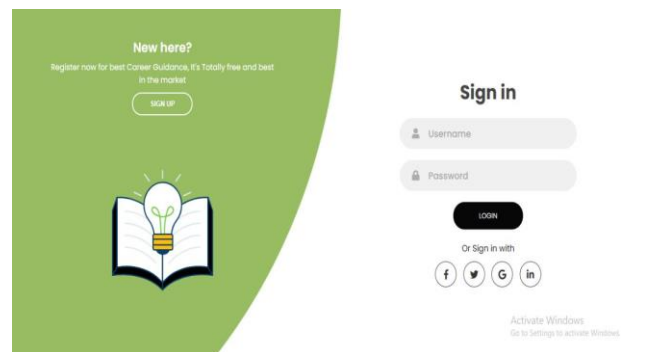 New here?
Register now for best Career Guidance, It's Totally free and best
in the market
SIGN UP
Sign in
Username
Password
LOGIN
Or Sign in with
f
G
in
Activate Windows
Go to Settings to activate Windows.